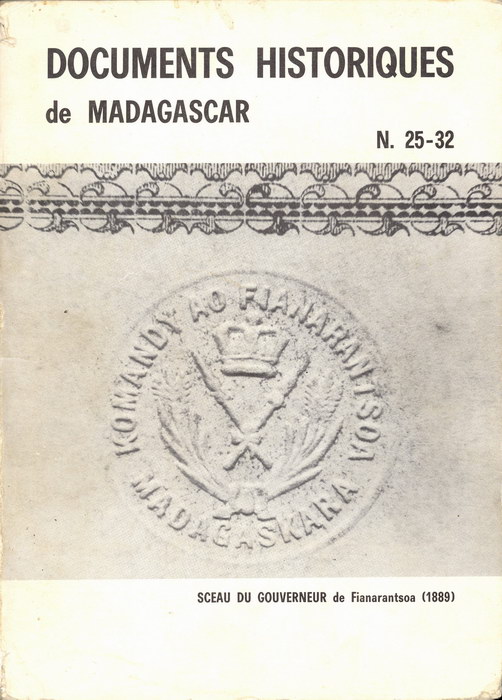 DOCUMENTS HISTORIQUES
de MADAGASCAR
N. 25-32
KOMANDY AO FIANARANTSOA
MADAGASKARA
SCEAU DU GOUVERNEUR de Fianarantsoa (1889)